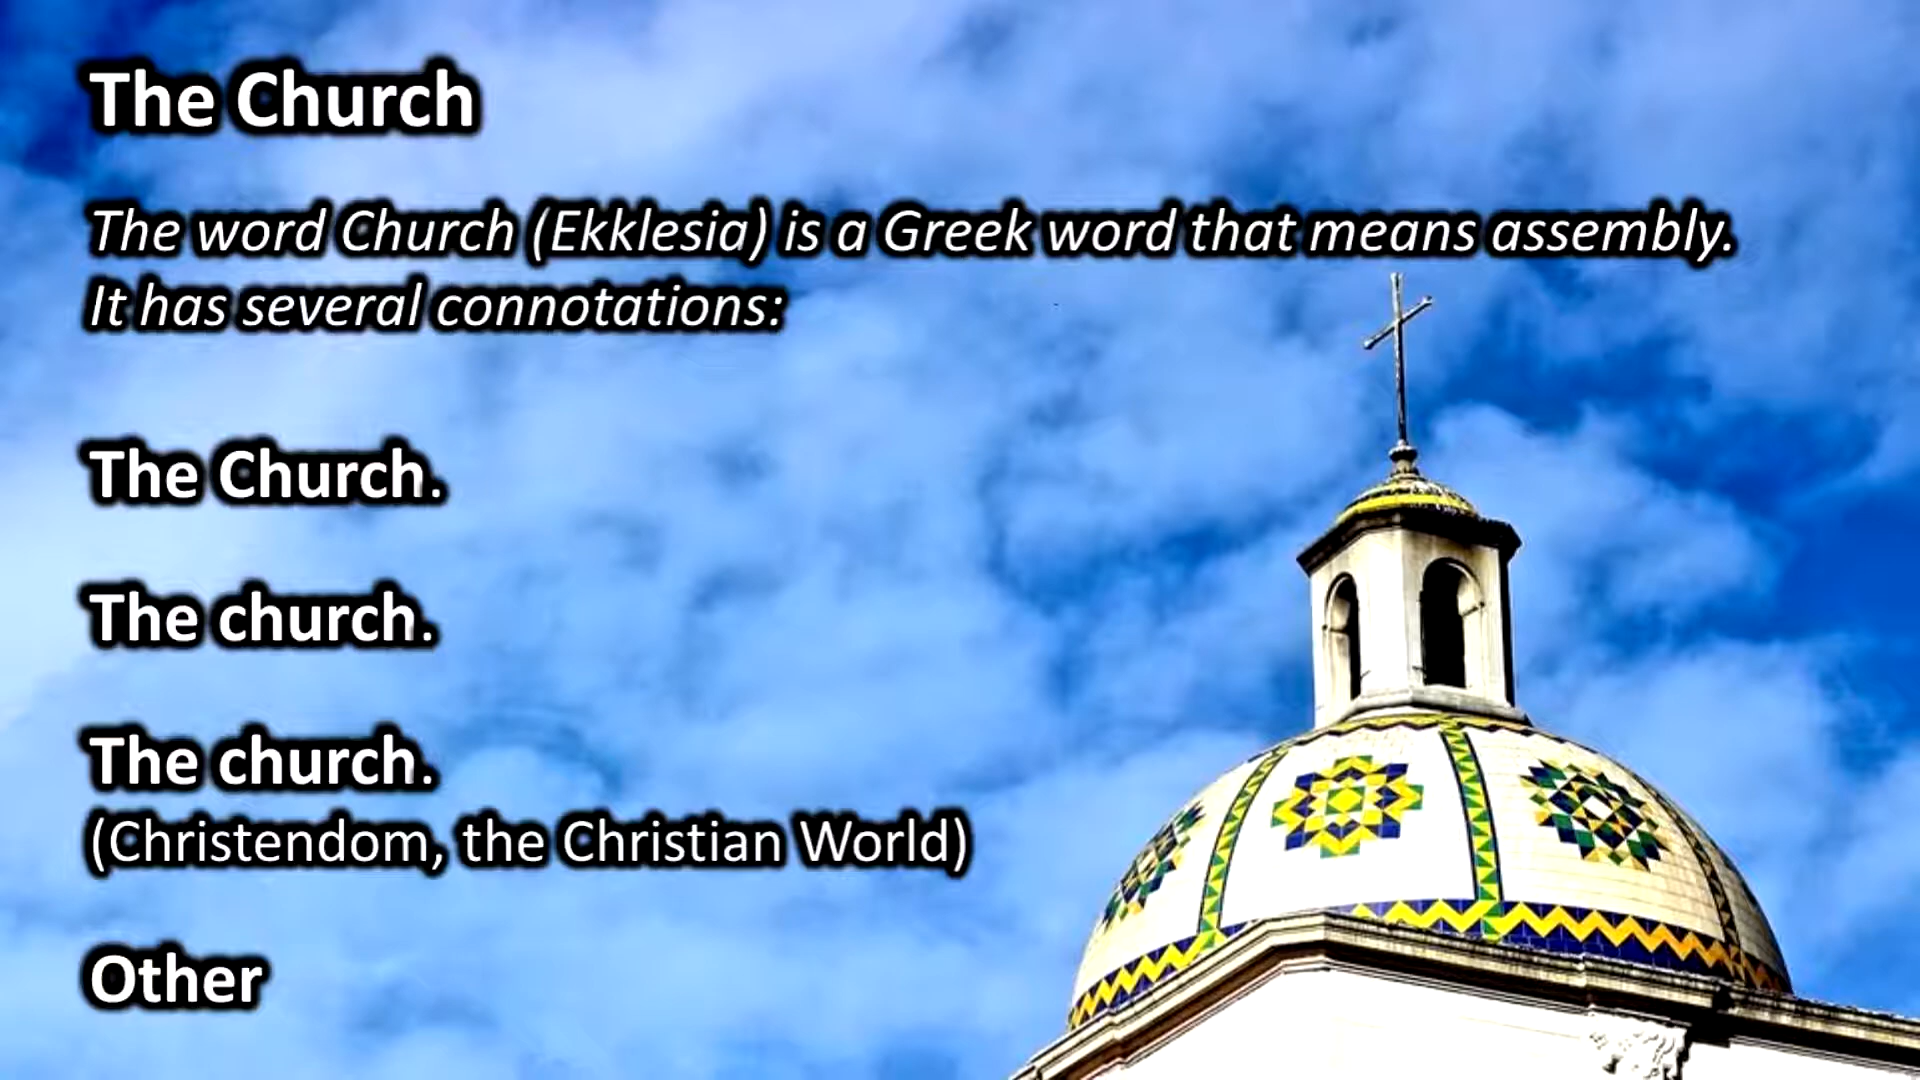 The Church
The word Church (Ekklesia) is a Greek word that means assembly.
It has several connotations:
The Church.
The church.
The church.
(Christendom, the Christian World)
Other